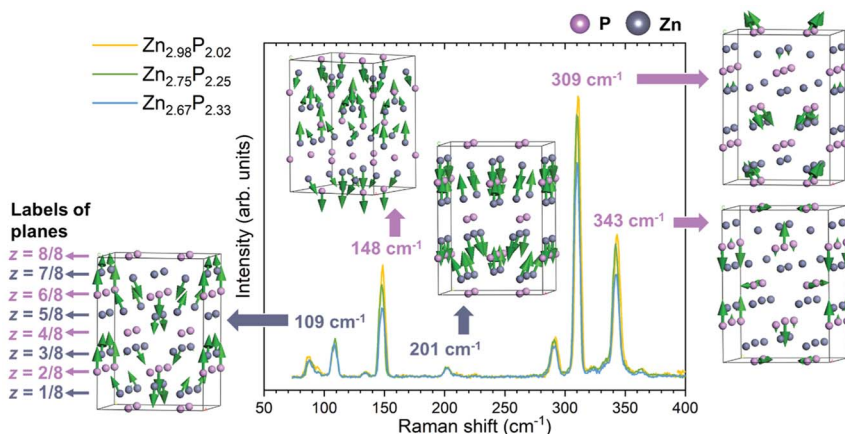 Zn2.98P2.02
Zn2.75P2.25
Zn2.67P2.33
P Zn
309 cm-1
343 cm-1
148 cm-1
201 cm-1
109 cm-1
Labels of
planes
z = 8/8
z = 7/8
z = 6/8
z = 5/8
z = 4/8
z = 3/8
z = 2/8
z = 1/8
Intensity (arb. units)
50 100 150 200 250 300 350 400
Raman shift (cm-1)